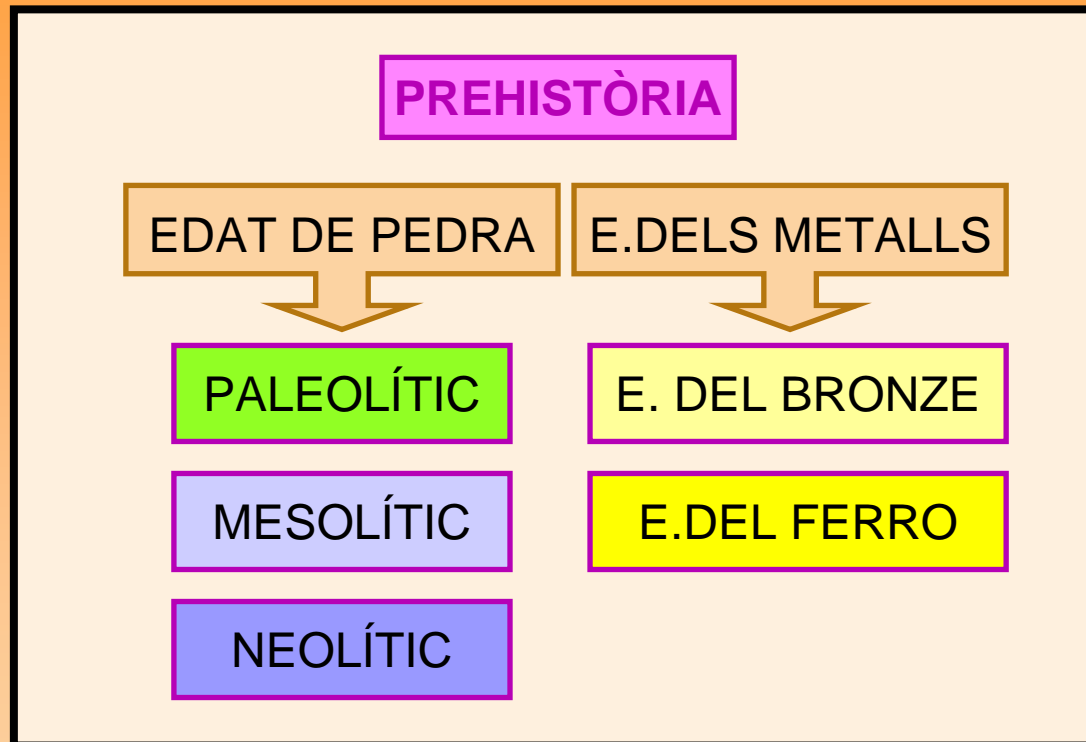 PREHISTÒRIA
EDAT DE PEDRA
E.DELS METALLS
PALEOLÍTIC
E. DEL BRONZE
MESOLÍTIC
E.DEL FERRO
NEOLÍTIC